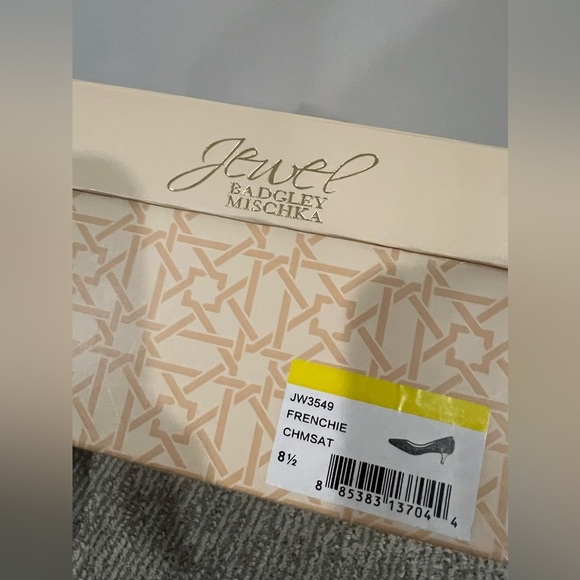 Jewel
BADGLEY
MISCHKA
JW3549
FRENCHIE
CHMSAT
8½
8 85383 13704 4